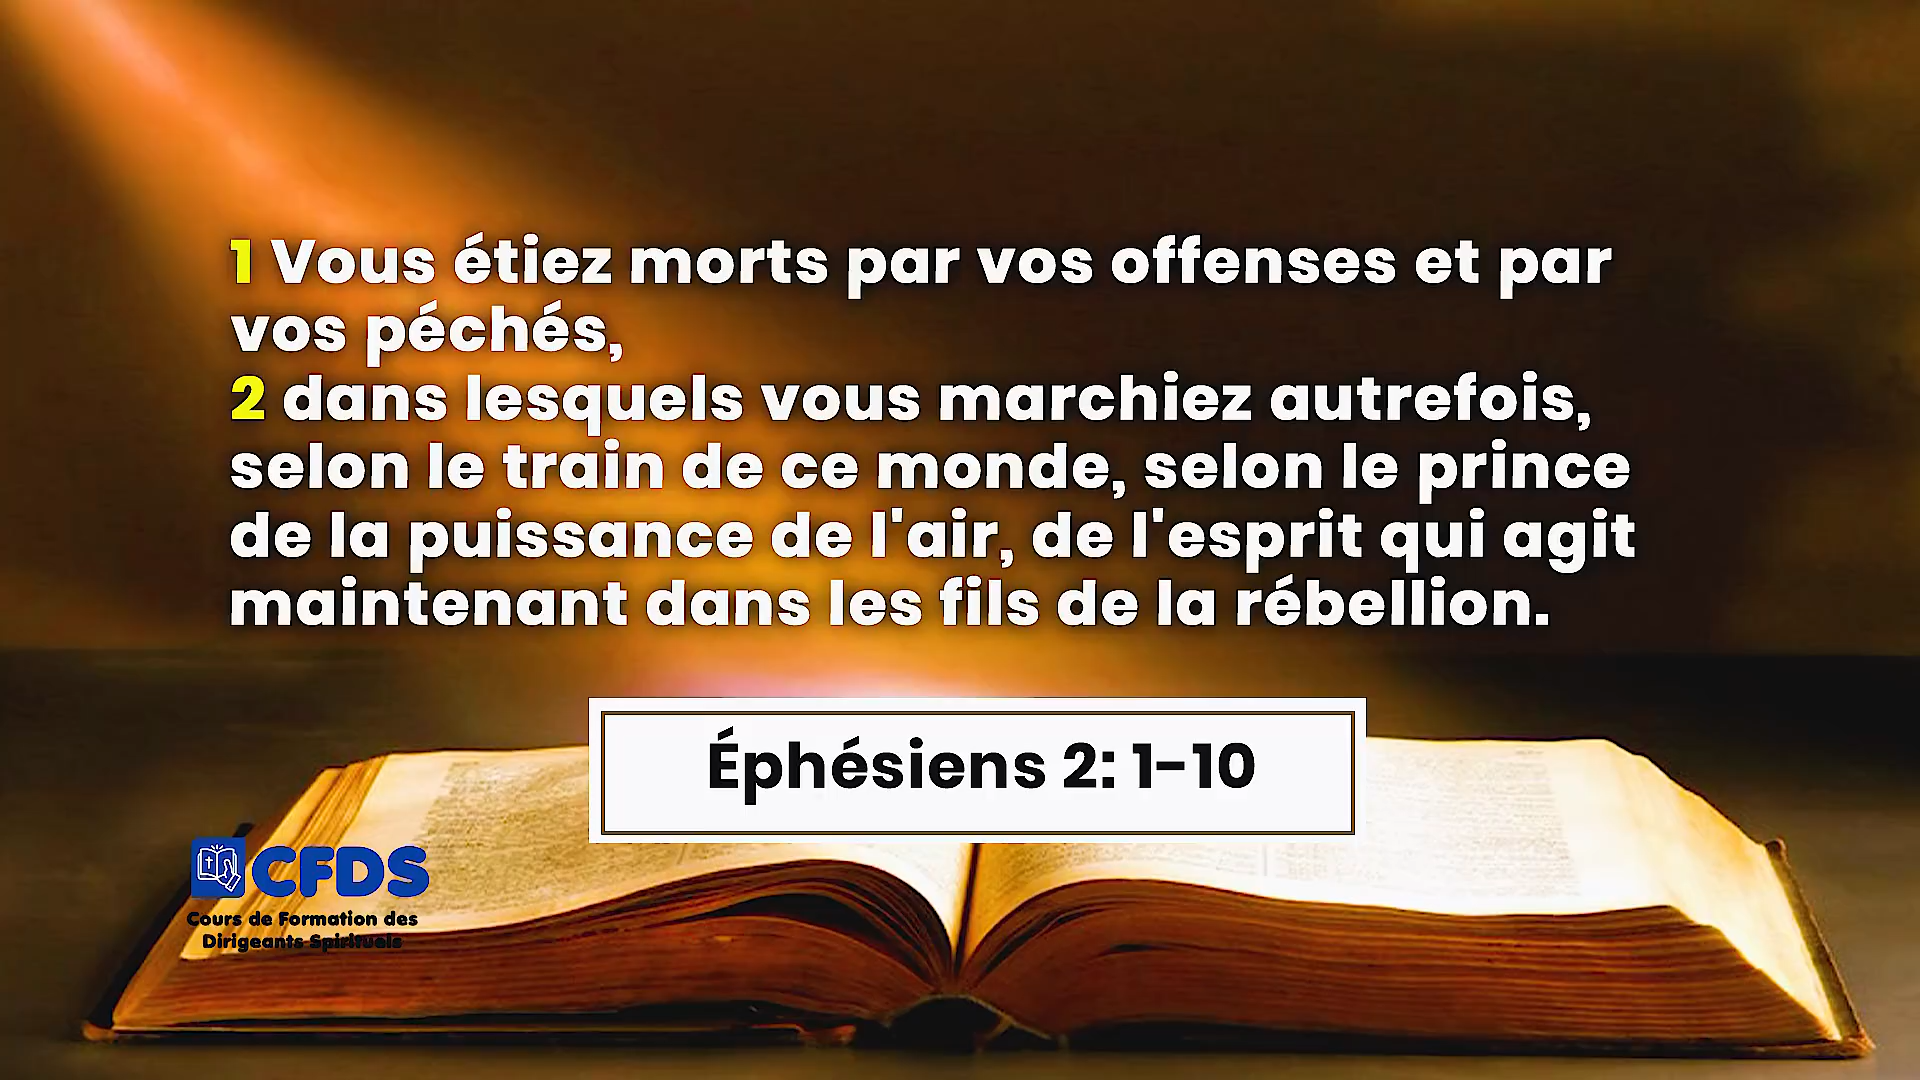 1 Vous étiez morts par vos offenses et par
vos péchés,
2 dans lesquels vous marchiez autrefois,
selon le train de ce monde, selon le prince
de la puissance de l'air, de l'esprit qui agit
maintenant dans les fils de la rébellion.
Éphésiens 2: 1-10
CFDS
Cours de Formation des
Dirigeants Spirituels